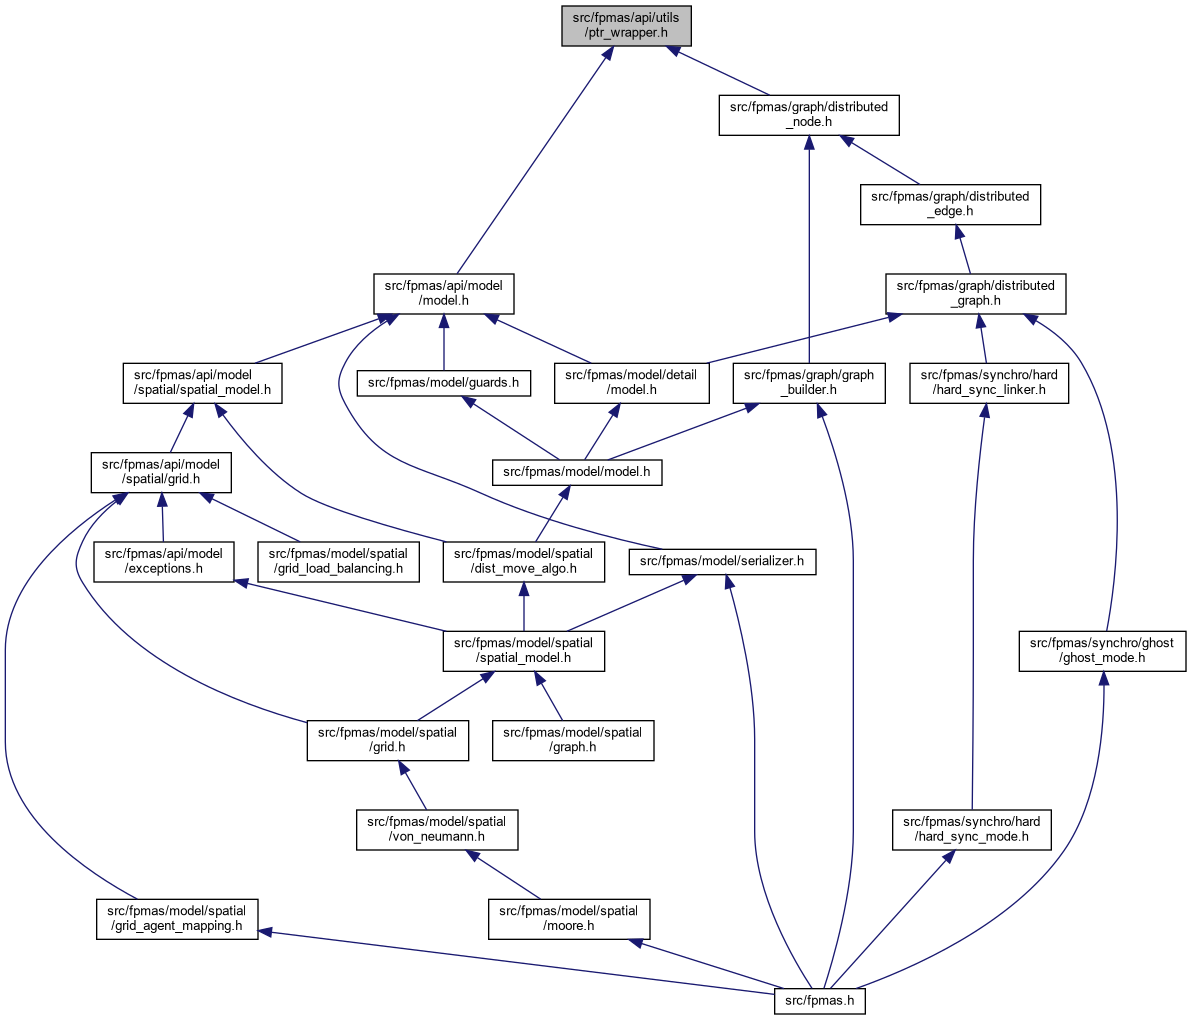 src/fpmas/api/utils
/ptr_wrapper.h
src/fpmas/graph/distributed
_node.h
src/fpmas/graph/distributed
_edge.h
src/fpmas/api/model
/model.h
src/fpmas/graph/distributed
_graph.h
src/fpmas/api/model
/spatial/spatial_model.h
src/fpmas/model/guards.h
src/fpmas/model/detail
/model.h
src/fpmas/graph/graph
_builder.h
src/fpmas/synchro/hard
/hard_sync_linker.h
src/fpmas/api/model
/spatial/grid.h
src/fpmas/model/model.h
src/fpmas/api/model
/exceptions.h
src/fpmas/model/spatial
/grid_load_balancing.h
src/fpmas/model/spatial
/dist_move_algo.h
src/fpmas/model/serializer.h
src/fpmas/model/spatial
/spatial_model.h
src/fpmas/synchro/ghost
/ghost_mode.h
src/fpmas/model/spatial
/grid.h
src/fpmas/model/spatial
/graph.h
src/fpmas/model/spatial
/von_neumann.h
src/fpmas/synchro/hard
/hard_sync_mode.h
src/fpmas/model/spatial
/grid_agent_mapping.h
src/fpmas/model/spatial
/moore.h
src/fpmas.h